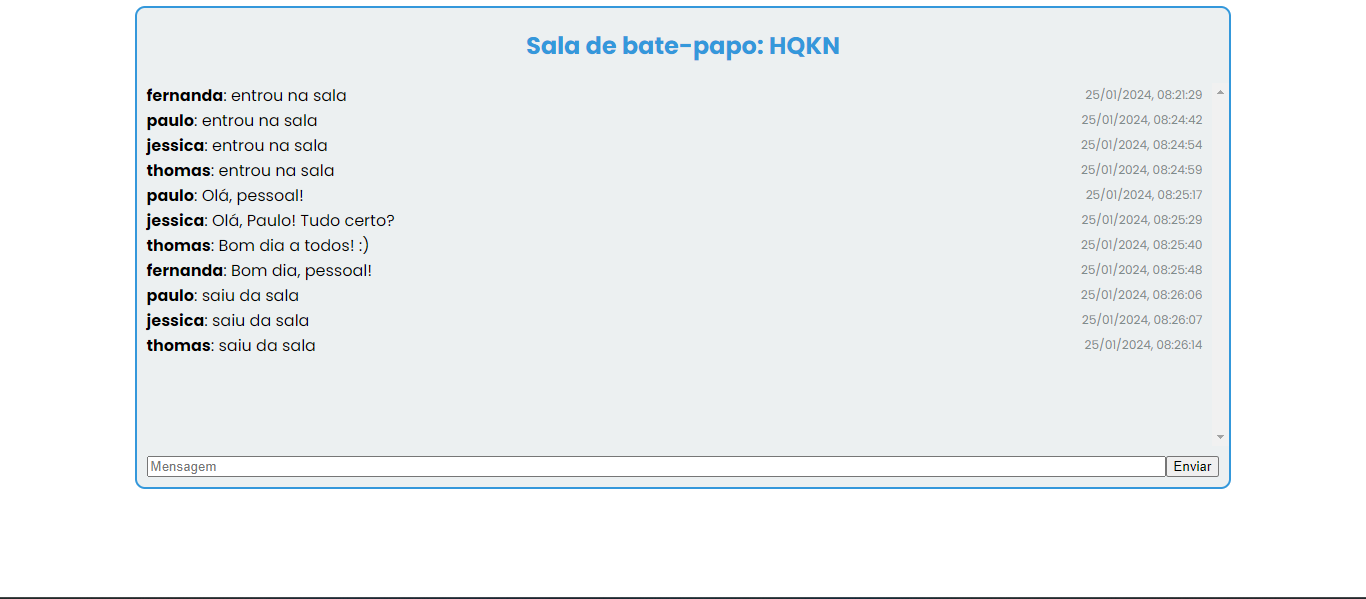 Sala de bate-papo: HQKN
fernanda: entrou na sala 25/01/2024, 08:21:29
paulo: entrou na sala 25/01/2024, 08:24:42
jessica: entrou na sala 25/01/2024, 08:24:54
thomas: entrou na sala 25/01/2024, 08:24:59
paulo: Olá, pessoal! 25/01/2024, 08:25:17
jessica: Olá, Paulo! Tudo certo? 25/01/2024, 08:25:29
thomas: Bom dia a todos! :) 25/01/2024, 08:25:40
fernanda: Bom dia, pessoal! 25/01/2024, 08:25:48
paulo: saiu da sala 25/01/2024, 08:26:06
jessica: saiu da sala 25/01/2024, 08:26:07
thomas: saiu da sala 25/01/2024, 08:26:14
Mensagem Enviar